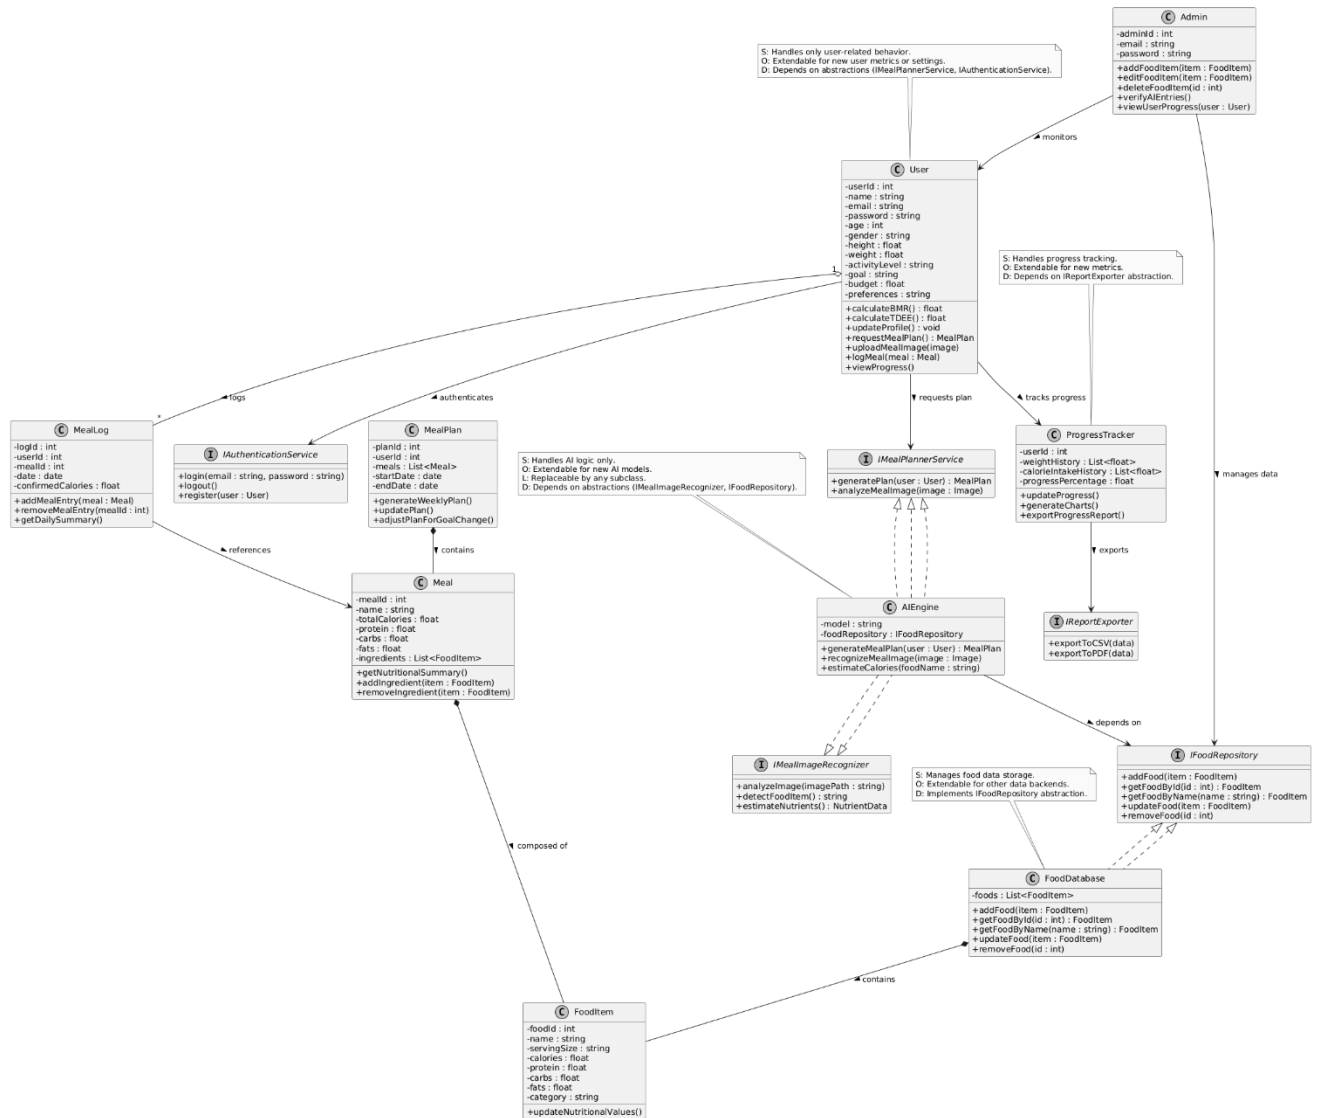 C Admin
-adminId : int
-email : string
-password : string
+addFoodItem(item : FoodItem)
+editFoodItem(item : FoodItem)
+deleteFoodItem(id : int)
+verifyAIEntries()
+viewUserProgress(user : User)
S: Handles only user-related behavior.
O: Extendable for new user metrics or settings.
D: Depends on abstractions (IMealPlannerService, IAuthenticationService).
monitors
C User
-userId : int
-name : string
-email : string
-password : string
-age : int
-gender : string
-height : float
-weight : float
-activityLevel : string
-goal : string
-budget : float
-preferences : string
+calculateBMR() : float
+calculateTDEE() : float
+updateProfile() : void
+requestMealPlan() : MealPlan
+uploadMealImage(image)
+logMeal(meal : Meal)
+viewProgress()
S: Handles progress tracking.
O: Extendable for new metrics.
D: Depends on IReportExporter abstraction.
1
logs
*
authenticates
requests plan
tracks progress
manages data
C MealLog
-logId : int
-userId : int
-mealId : int
-date : date
-confirmedCalories : float
+addMealEntry(meal : Meal)
+removeMealEntry(mealId : int)
+getDailySummary()
I IAuthenticationService
+login(email : string, password : string)
+logout()
+register(user : User)
C MealPlan
-planId : int
-userId : int
-meals : List<Meal>
-startDate : date
-endDate : date
+generateWeeklyPlan()
+updatePlan()
+adjustPlanForGoalChange()
S: Handles AI logic only.
O: Extendable for new AI models.
L: Replaceable by any subclass.
D: Depends on abstractions (IMealImageRecognizer, IFoodRepository).
I IMealPlannerService
+generatePlan(user : User) : MealPlan
+analyzeMealImage(image : Image)
C ProgressTracker
-userId : int
-weightHistory : List<float>
-calorieIntakeHistory : List<float>
-progressPercentage : float
+updateProgress()
+generateCharts()
+exportProgressReport()
references
contains
exports
C Meal
-mealId : int
-name : string
-totalCalories : float
-protein : float
-carbs : float
-fats : float
-ingredients : List<FoodItem>
+getNutritionalSummary()
+addIngredient(item : FoodItem)
+removeIngredient(item : FoodItem)
C AIEngine
-model : string
-foodRepository : IFoodRepository
+generateMealPlan(user : User) : MealPlan
+recognizeMealImage(image : Image)
+estimateCalories(foodName : string)
I IReportExporter
+exportToCSV(data)
+exportToPDF(data)
depends on
I IMealImageRecognizer
+analyzeImage(imagePath : string)
+detectFoodItem() : string
+estimateNutrients() : NutrientData
S: Manages food data storage.
O: Extendable for other data backends.
D: Implements IFoodRepository abstraction.
I IFoodRepository
+addFood(item : FoodItem)
+getFoodById(id : int) : FoodItem
+getFoodByName(name : string) : FoodItem
+updateFood(item : FoodItem)
+removeFood(id : int)
composed of
C FoodDatabase
-foods : List<FoodItem>
+addFood(item : FoodItem)
+getFoodById(id : int) : FoodItem
+getFoodByName(name : string) : FoodItem
+updateFood(item : FoodItem)
+removeFood(id : int)
contains
C FoodItem
-foodId : int
-name : string
-servingSize : string
-calories : float
-protein : float
-carbs : float
-fats : float
-category : string
+updateNutritionalValues()